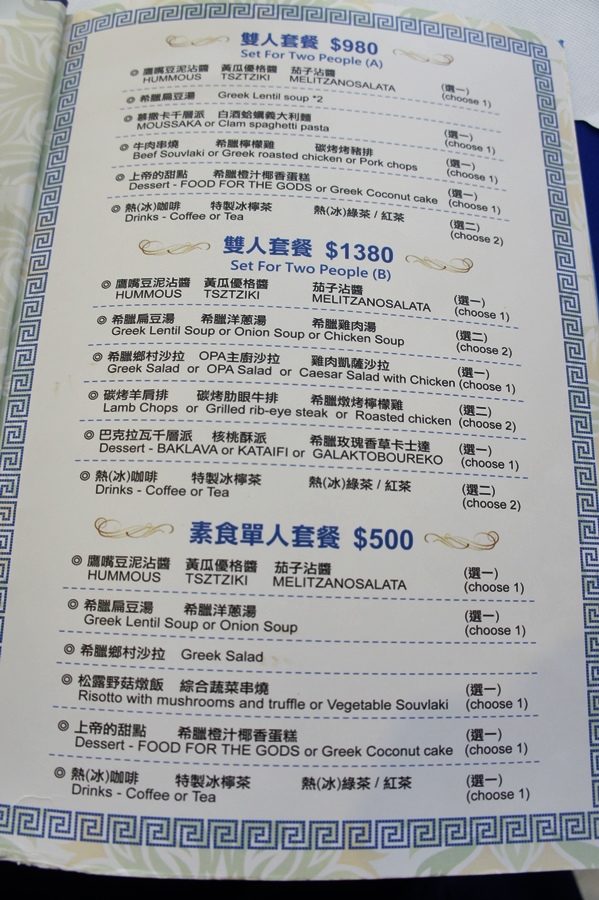 雙人套餐 $980
Set For Two People (A)
◎ 鷹嘴豆泥沾醬 黃瓜優格醬 茄子沾醬 (選一)
HUMMOUS TSZTZIKI MELITZANOSALATA (choose 1)
◎ 希臘扁豆湯 Greek Lentil soup *2
◎ 慕撒卡千層派 白酒蛤蠣義大利麵 (選一)
MOUSSAKA or Clam spaghetti pasta (choose 1)
◎ 牛肉串燒 希臘檸檬雞 碳烤烤豬排 (選一)
Beef Souvlaki or Greek roasted chicken or Pork chops (choose 1)
◎ 上帝的甜點 希臘橙汁椰香蛋糕 (選一)
Dessert - FOOD FOR THE GODS or Greek Coconut cake (choose 1)
◎ 熱(冰)咖啡 特製冰檸茶 熱(冰)綠茶 / 紅茶 (選二)
Drinks - Coffee or Tea (choose 2)
雙人套餐 $1380
Set For Two People (B)
◎ 鷹嘴豆泥沾醬 黃瓜優格醬 茄子沾醬 (選一)
HUMMOUS TSZTZIKI MELITZANOSALATA (choose 1)
◎ 希臘扁豆湯 希臘洋蔥湯 希臘雞肉湯 (選二)
Greek Lentil Soup or Onion Soup or Chicken Soup (choose 2)
◎ 希臘鄉村沙拉 OPA主廚沙拉 雞肉凱薩沙拉 (選一)
Greek Salad or OPA Salad or Caesar Salad with Chicken (choose 1)
◎ 碳烤羊肩排 碳烤肋眼牛排 希臘燉烤檸檬雞 (選二)
Lamb Chops or Grilled rib-eye steak or Roasted chicken (choose 2)
◎ 巴克拉瓦千層派 核桃酥派 希臘玫瑰香草卡士達 (選一)
Dessert - BAKLAVA or KATAIFI or GALAKTOBOUREKO (choose 1)
◎ 熱(冰)咖啡 特製冰檸茶 熱(冰)綠茶 / 紅茶 (選二)
Drinks - Coffee or Tea (choose 2)
素食單人套餐 $500
◎ 鷹嘴豆泥沾醬 黃瓜優格醬 茄子沾醬 (選一)
HUMMOUS TSZTZIKI MELITZANOSALATA (choose 1)
◎ 希臘扁豆湯 希臘洋蔥湯 (選一)
Greek Lentil Soup or Onion Soup (choose 1)
◎ 希臘鄉村沙拉 Greek Salad
◎ 松露野菇燉飯 綜合蔬菜串燒 (選一)
Risotto with mushrooms and truffle or Vegetable Souvlaki (choose 1)
◎ 上帝的甜點 希臘橙汁椰香蛋糕 (選一)
Dessert - FOOD FOR THE GODS or Greek Coconut cake (choose 1)
◎ 熱(冰)咖啡 特製冰檸茶 熱(冰)綠茶 / 紅茶 (選一)
Drinks - Coffee or Tea (choose 1)